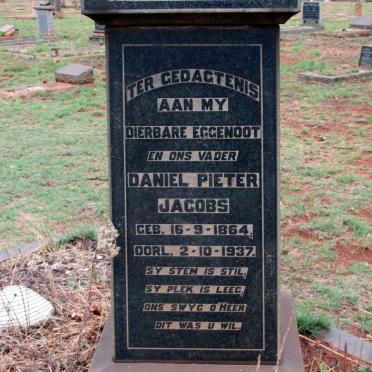 TER GEDAGTENIS
AAN MY
DIERBARE EGGENOOT
EN ONS VADER
DANIEL PIETER
JACOBS
GEB. 16-9-1864
OORL. 2-10-1937.
SY STEM IS STIL,
SY PLEK IS LEEG,
ONS SWYG O HEER
DIT WAS U WIL.